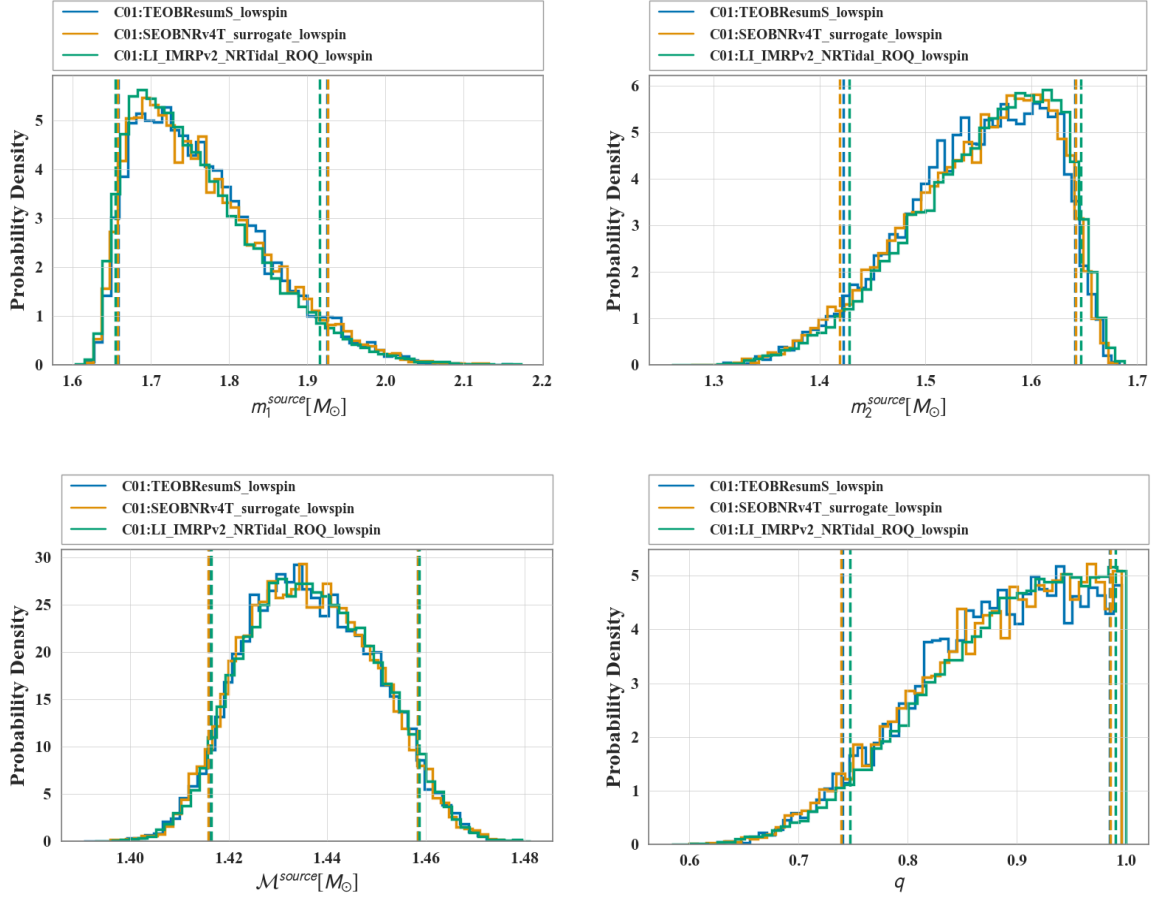 C01:TEOBResumS_lowspin
C01:SEOBNRv4T_surrogate_lowspin
C01:LI_IMRPv2_NRTidal_ROQ_lowspin
Probability Density
5
4
3
2
1
0
1.6
1.7
1.8
1.9
2.0
2.1
2.2
m₁^source[M⊙]
C01:TEOBResumS_lowspin
C01:SEOBNRv4T_surrogate_lowspin
C01:LI_IMRPv2_NRTidal_ROQ_lowspin
Probability Density
6
5
4
3
2
1
0
1.3
1.4
1.5
1.6
1.7
m₂^source[M⊙]
C01:TEOBResumS_lowspin
C01:SEOBNRv4T_surrogate_lowspin
C01:LI_IMRPv2_NRTidal_ROQ_lowspin
Probability Density
30
25
20
15
10
5
0
1.40
1.42
1.44
1.46
1.48
ℳ^source[M⊙]
C01:TEOBResumS_lowspin
C01:SEOBNRv4T_surrogate_lowspin
C01:LI_IMRPv2_NRTidal_ROQ_lowspin
Probability Density
5
4
3
2
1
0
0.6
0.7
0.8
0.9
1.0
q